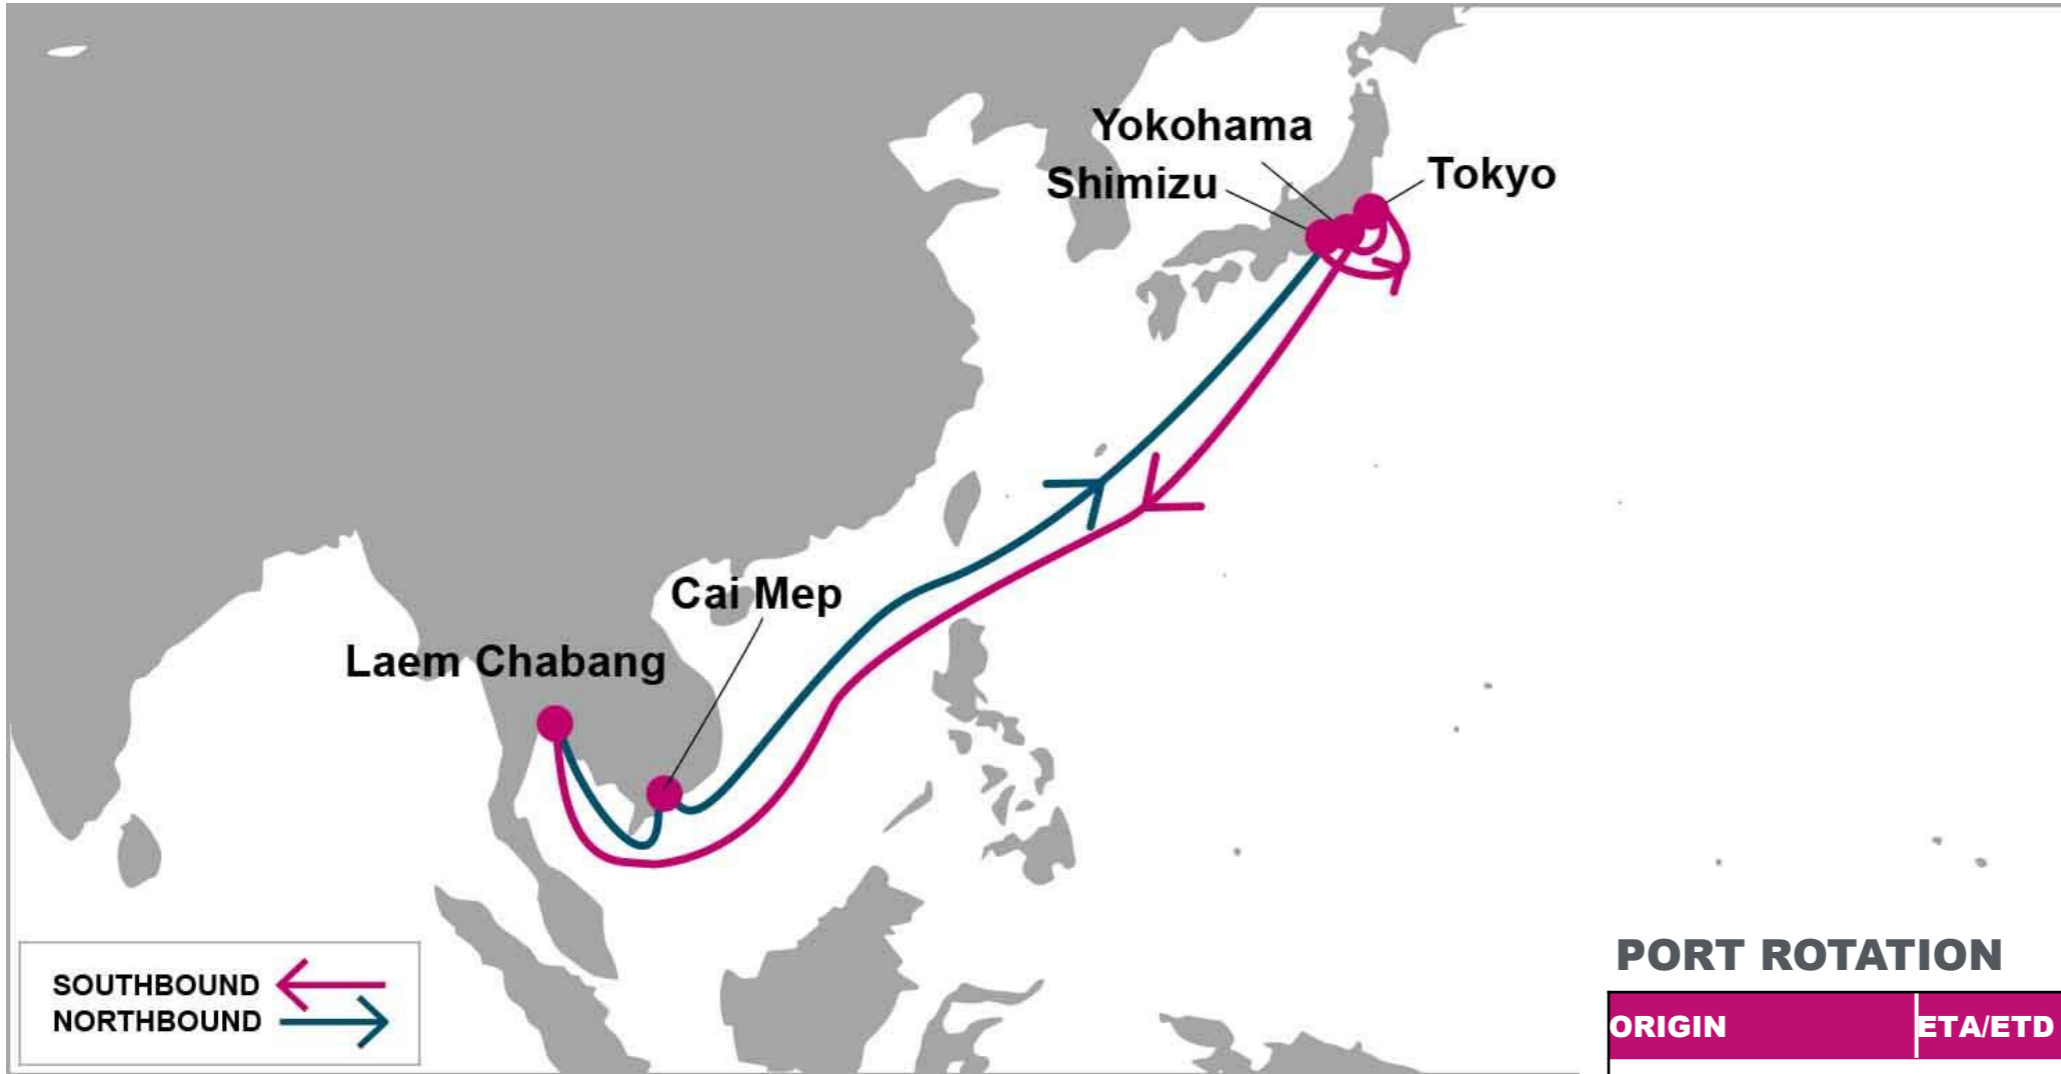 Yokohama
Shimizu
Tokyo
Cai Mep
Laem Chabang
SOUTHBOUND
NORTHBOUND
PORT ROTATION
ORIGIN ETA/ETD